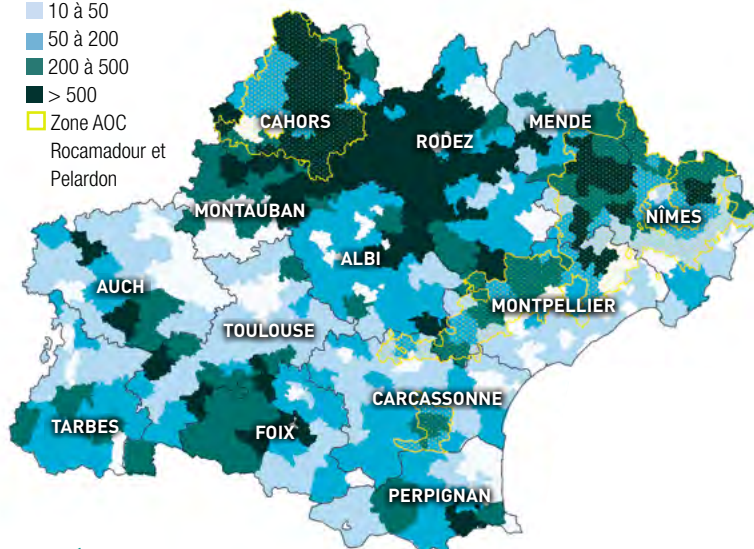 10 à 50
50 à 200
200 à 500
> 500
Zone AOC
Rocamadour et
Pelardon
CAHORS
RODEZ
MENDE
NÎMES
MONTAUBAN
ALBI
AUCH
MONTPELLIER
TOULOUSE
CARCASSONNE
TARBES
FOIX
PERPIGNAN